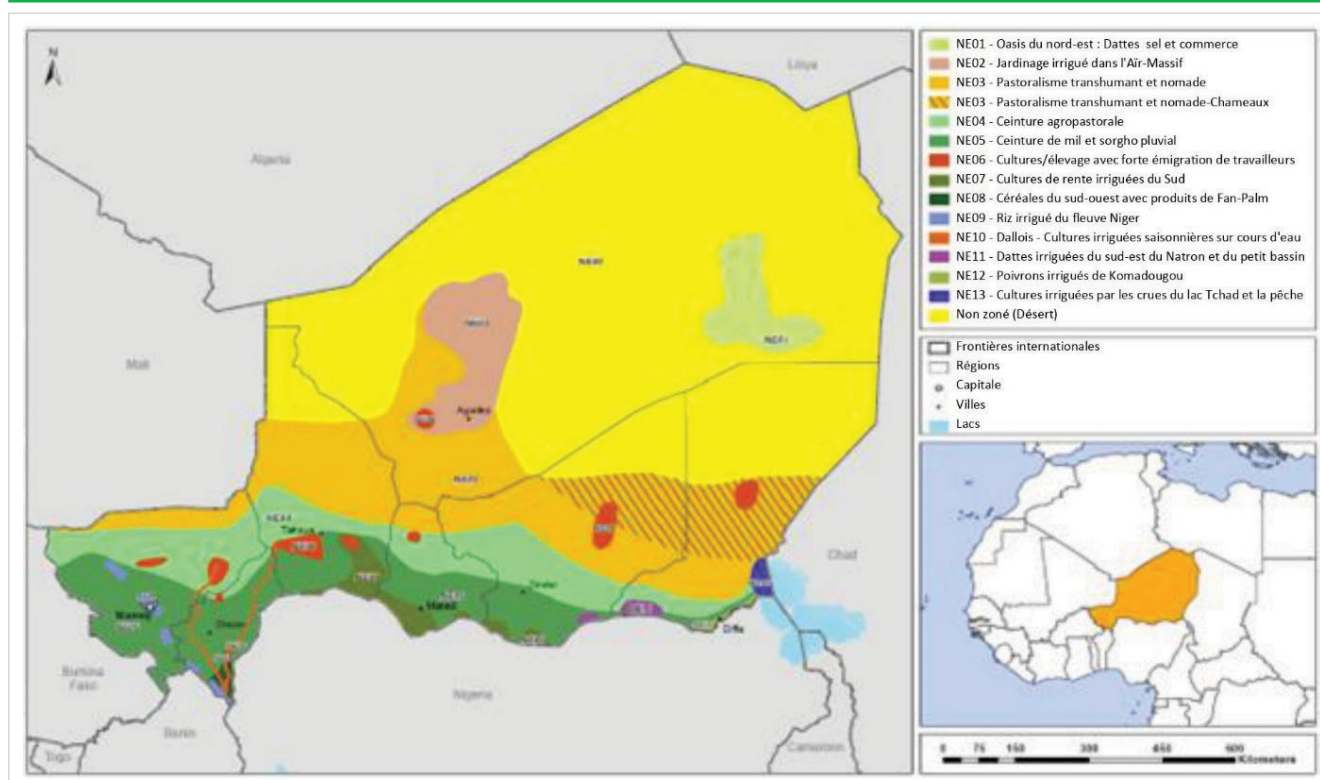 N
Libya
Algeria
Mali
Chad
Agadez
Tahoua
Zinder
Maradi
Diffa
Niamey
Dosso
Burkina
Faso
Benin
Togo
Nigeria
Cameroon
NE01 - Oasis du nord-est : Dattes sel et commerce
NE02 - Jardinage irrigué dans l'Aïr-Massif
NE03 - Pastoralisme transhumant et nomade
NE03 - Pastoralisme transhumant et nomade-Chameaux
NE04 - Ceinture agropastorale
NE05 - Ceinture de mil et sorgho pluvial
NE06 - Cultures/élevage avec forte émigration de travailleurs
NE07 - Cultures de rente irriguées du Sud
NE08 - Céréales du sud-ouest avec produits de Fan-Palm
NE09 - Riz irrigué du fleuve Niger
NE10 - Dallois - Cultures irriguées saisonnières sur cours d'eau
NE11 - Dattes irriguées du sud-est du Natron et du petit bassin
NE12 - Poivrons irrigués de Komadougou
NE13 - Cultures irriguées par les crues du lac Tchad et la pêche
Non zoné (Désert)
Frontières internationales
Régions
Capitale
Villes
Lacs
0 75 150 300 450 600
Kilometers